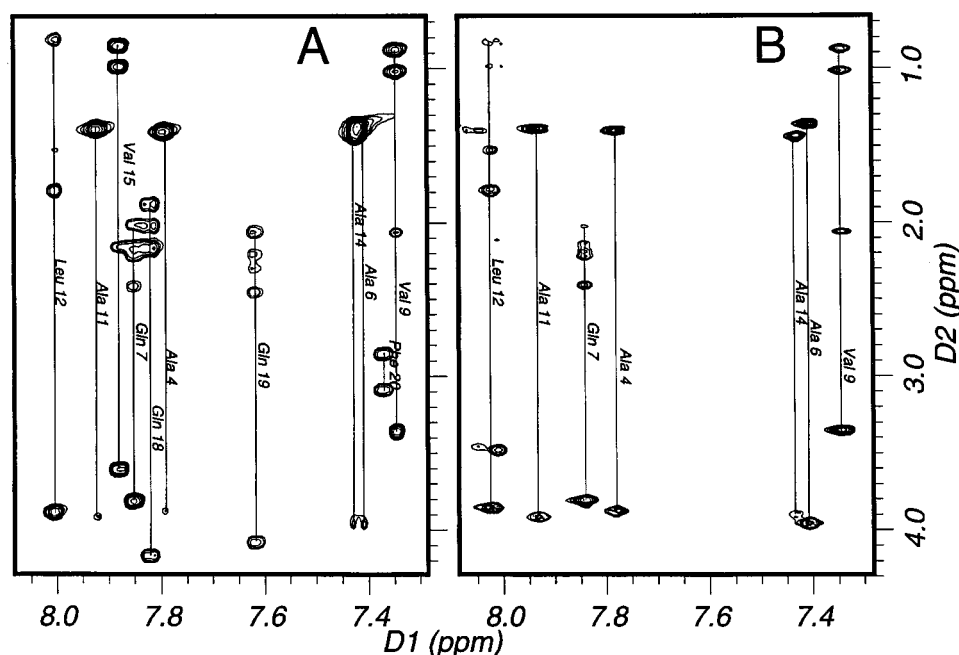 A
B
Leu 12
Ala 11
Val 15
Gln 7
Gln 18
Ala 4
Gln 19
Ala 14
Ala 6
Phe 20
Val 9
Leu 12
Ala 11
Gln 7
Ala 4
Ala 14
Ala 6
Val 9
1.0
2.0
3.0
4.0
D2 (ppm)
8.0 7.8 7.6 7.4 8.0 7.8 7.6 7.4
D1 (ppm)